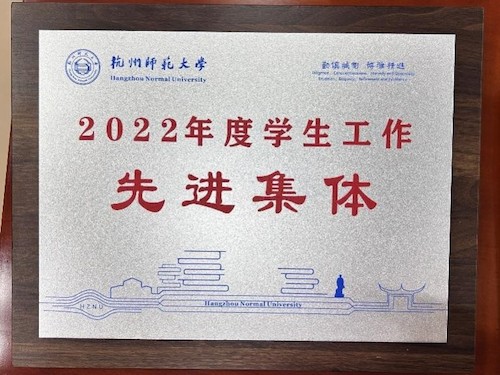 杭州师范大学
Hangzhou Normal University
勤慎诚恕 博雅精进
2022年度学生工作
先进集体
HZNU
Hangzhou Normal University